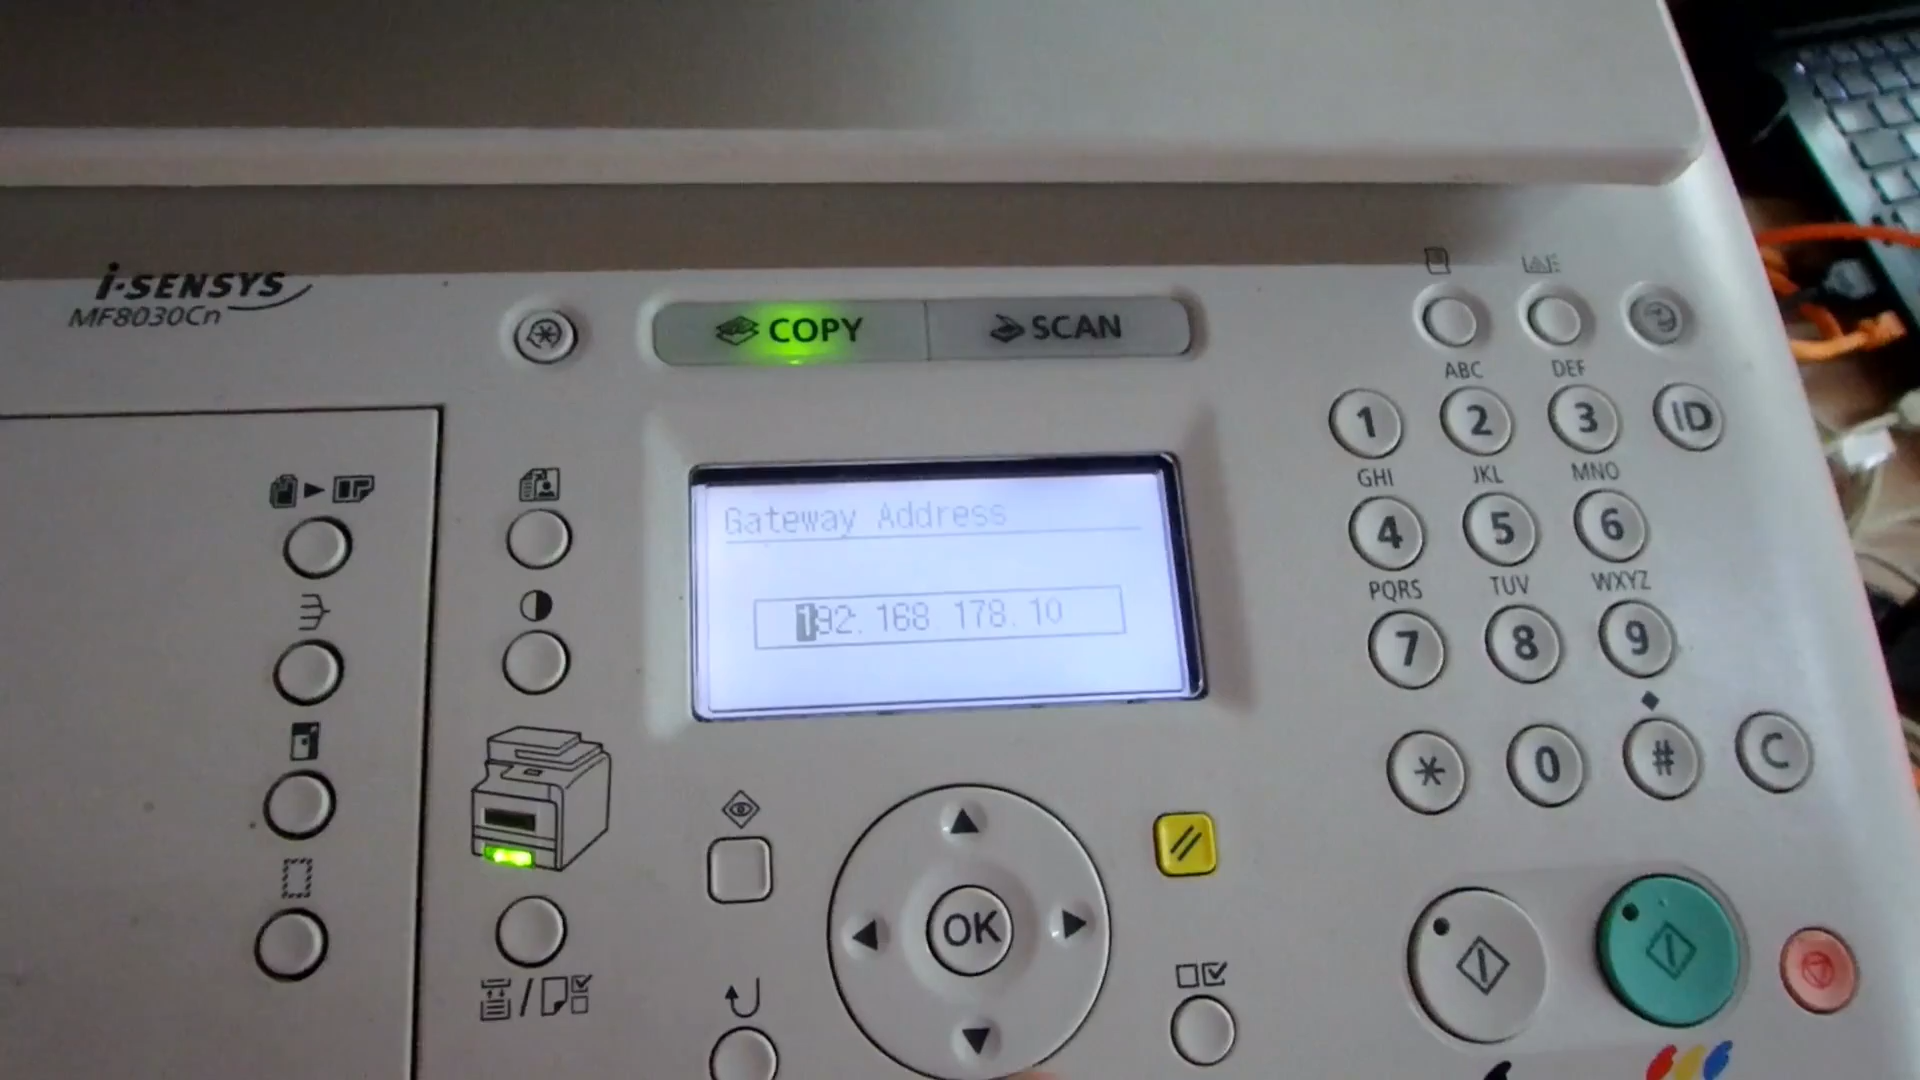 i-SENSYS
MF8030Cn
COPY
SCAN
Gateway Address
192.168.178.10
ABC
DEF
1
2
3
ID
GHI
JKL
MNO
4
5
6
PQRS
TUV
WXYZ
7
8
9
*
0
#
C
OK